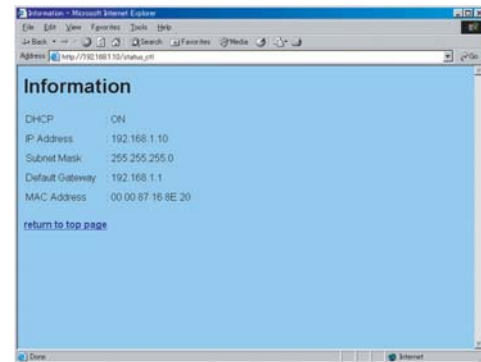 Information - Microsoft Internet Explorer
File Edit View Favorites Tools Help
Back Search Favorites Media
Address http://192.168.1.10/status_ctl Go
Information
DHCP : ON
IP Address : 192.168.1.10
Subnet Mask : 255.255.255.0
Default Gateway : 192.168.1.1
MAC Address : 00 00 87 16 8E 20
return to top page
Done Internet